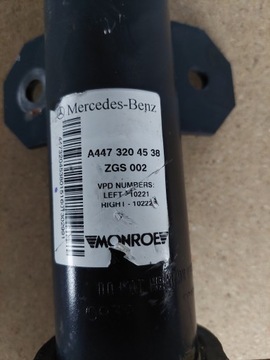 Mercedes-Benz
A447 320 45 38
ZGS 002
VPD NUMBERS:
LEFT - 10221
RIGHT - 10222
MONROE